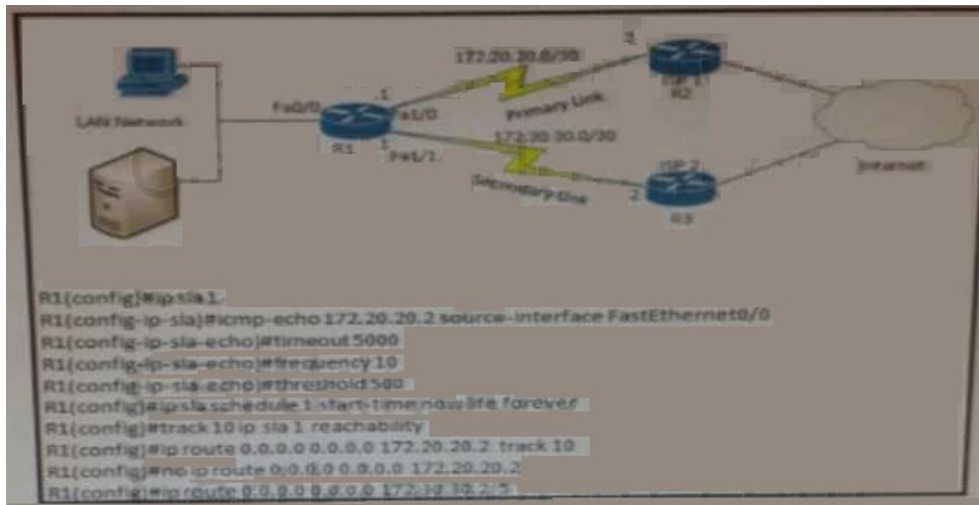 172.20.20.0/30
.2
ISP 1
R2
Primary Link
.1
Fa0/0
Fa1/0
LAN Network
R1
.1
Fa1/1
172.30.30.0/30
Secondary Link
ISP 2
.2
R3
Internet
R1(config)#ip sla 1
R1(config-ip-sla)#icmp-echo 172.20.20.2 source-interface FastEthernet0/0
R1(config-ip-sla-echo)#timeout 5000
R1(config-ip-sla-echo)#frequency 10
R1(config-ip-sla-echo)#threshold 500
R1(config)#ip sla schedule 1 start-time now life forever
R1(config)#track 10 ip sla 1 reachability
R1(config)#ip route 0.0.0.0 0.0.0.0 172.20.20.2 track 10
R1(config)#no ip route 0.0.0.0 0.0.0.0 172.20.20.2
R1(config)#ip route 0.0.0.0 0.0.0.0 172.30.30.2 5